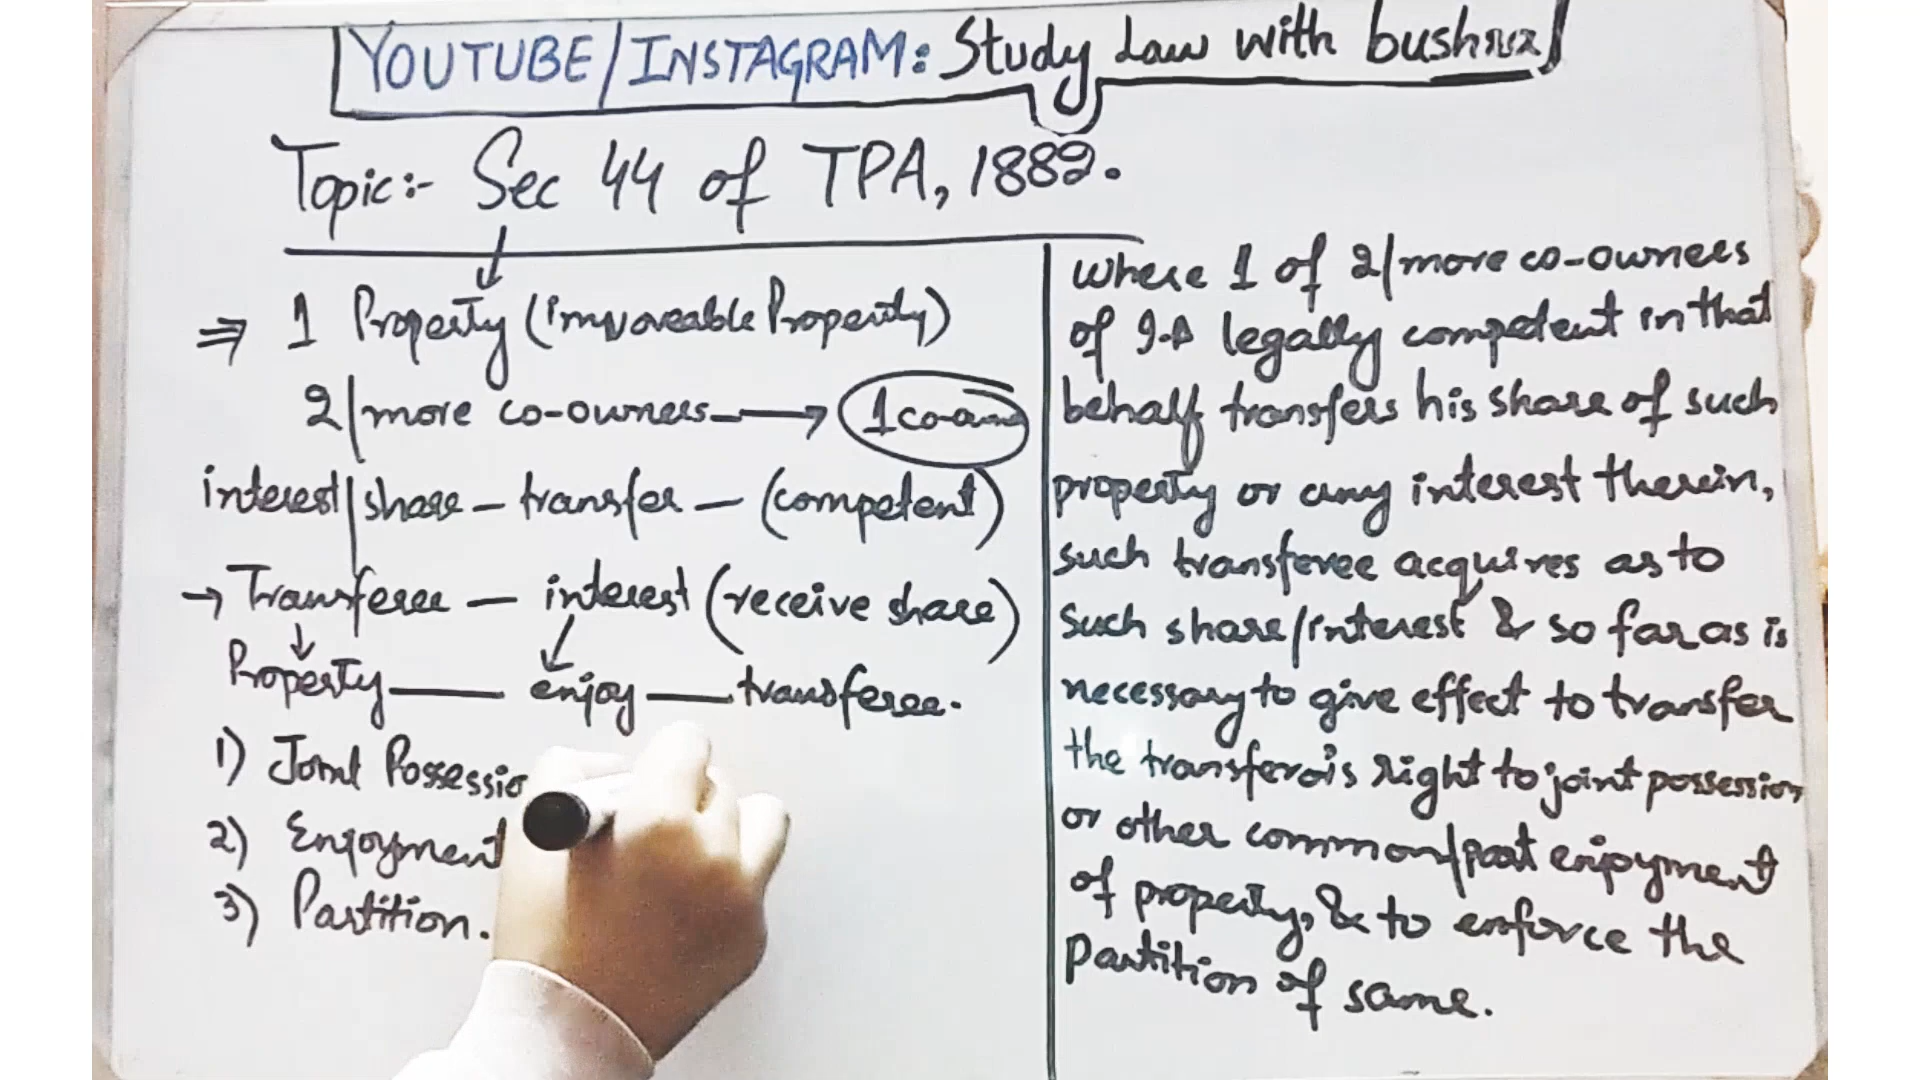 YOUTUBE/INSTAGRAM: Study Law with bushra
Topic:- Sec 44 of TPA, 1882.
⇒ 1 Property (immoveable Property)
2/more co-owners → 1 co-owner
interest/share - transfer - (competent)
→ Transferee - interest (receive share)
Property — enjoy — transferee.
1) Joint Possessio
2) Enjoyment
3) Partition.
Where 1 of 2/more co-owners
of I.P legally competent in that
behalf transfers his share of such
property or any interest therein,
such transferee acquires as to
such share/interest & so far as is
necessary to give effect to transfer
the transferor's right to joint possession
or other common/part enjoyment
of property, & to enforce the
partition of same.